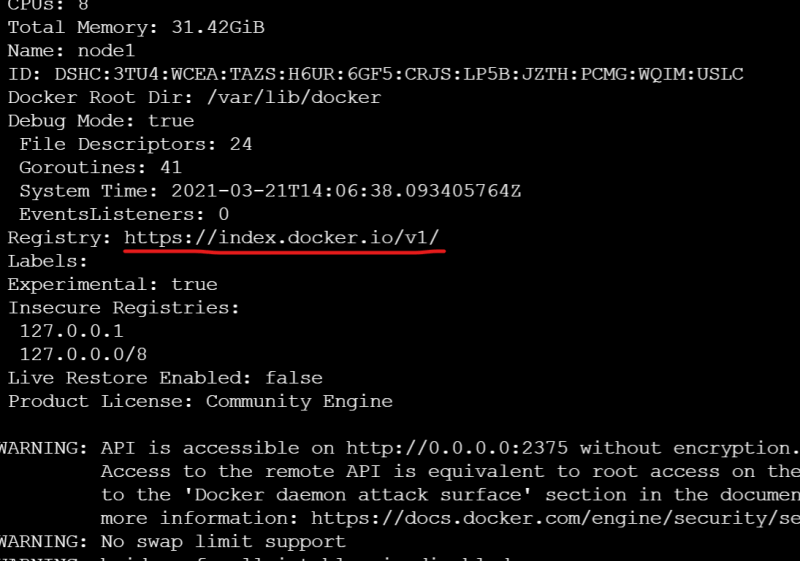 CPUs: 8
Total Memory: 31.42GiB
Name: node1
ID: DSHC:3TU4:WCEA:TAZS:H6UR:6GF5:CRJS:LP5B:JZTH:PCMG:WQIM:USLC
Docker Root Dir: /var/lib/docker
Debug Mode: true
File Descriptors: 24
Goroutines: 41
System Time: 2021-03-21T14:06:38.093405764Z
EventsListeners: 0
Registry: https://index.docker.io/v1/
Labels:
Experimental: true
Insecure Registries:
127.0.0.1
127.0.0.0/8
Live Restore Enabled: false
Product License: Community Engine
WARNING: API is accessible on http://0.0.0.0:2375 without encryption.
Access to the remote API is equivalent to root access on the
to the 'Docker daemon attack surface' section in the documen
more information: https://docs.docker.com/engine/security/se
WARNING: No swap limit support